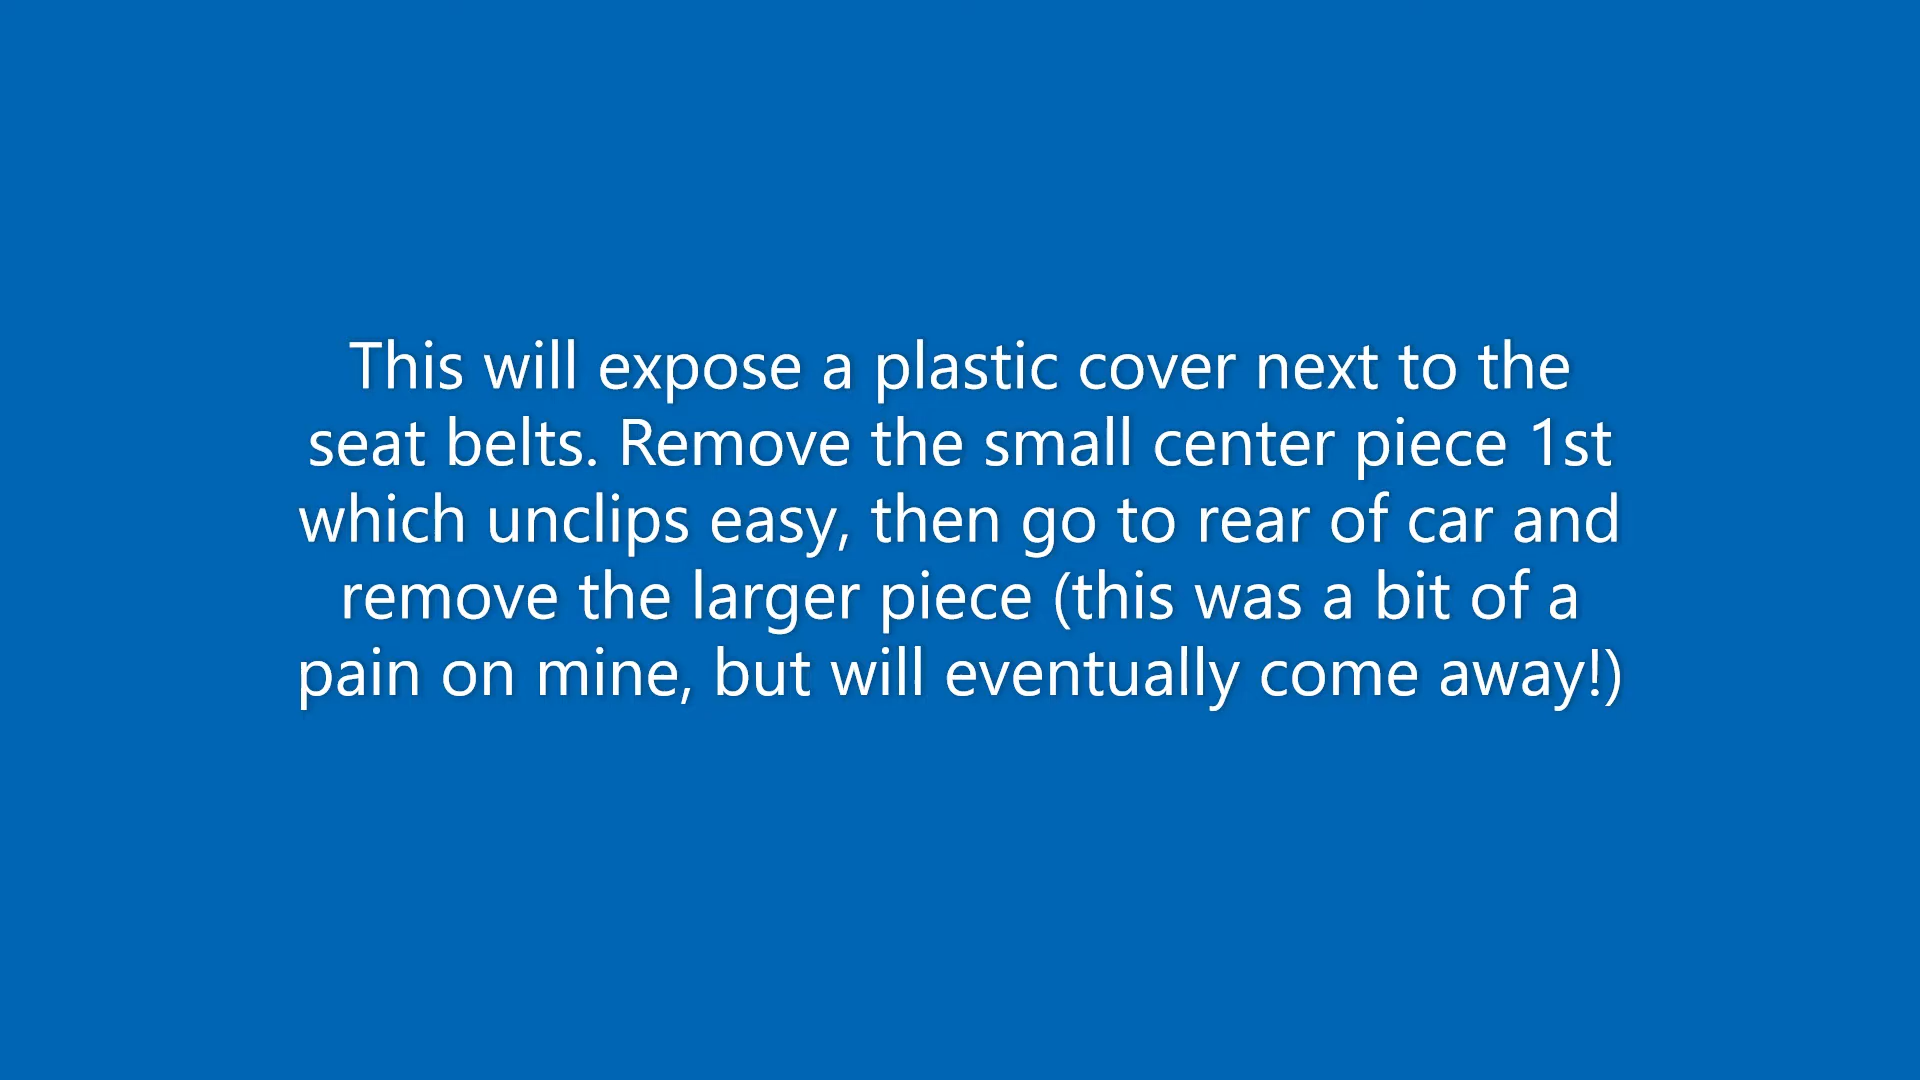 This will expose a plastic cover next to the
seat belts. Remove the small center piece 1st
which unclips easy, then go to rear of car and
remove the larger piece (this was a bit of a
pain on mine, but will eventually come away!)